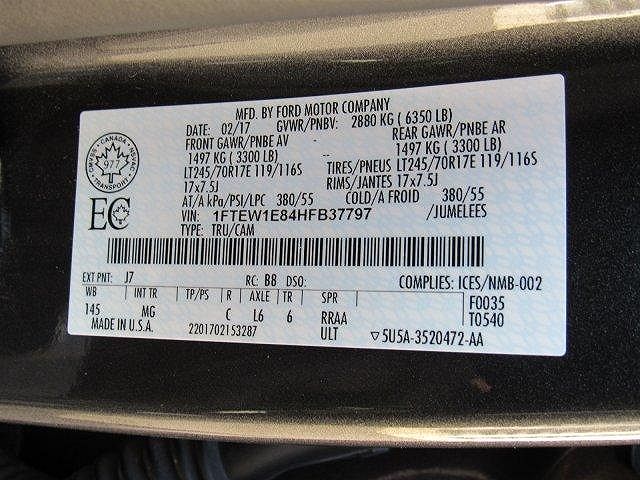 MFD. BY FORD MOTOR COMPANY
DATE: 02/17 GVWR/PNBV: 2880 KG ( 6350 LB)
FRONT GAWR/PNBE AV -- REAR GAWR/PNBE AR
1497 KG ( 3300 LB) 1497 KG ( 3300 LB)
LT245/70R17E 119/116S TIRES/PNEUS LT245/70R17E 119/116S
17x7.5J RIMS/JANTES 17x7.5J
AT/A kPa/PSI/LPC 380/55 COLD/A FROID 380/55
VIN: 1FTEW1E84HFB37797 /JUMELEES
TYPE: TRU/CAM
CANADA
977
TRANSPORT
EC
EXT PNT: J7 RC: B8 DSO: COMPLIES: ICES/NMB-002
WB INT TR TP/PS R AXLE TR SPR F0035
145 MG C L6 6 RRAA T0540
MADE IN U.S.A. 2201702153287 ULT ▽5U5A-3520472-AA